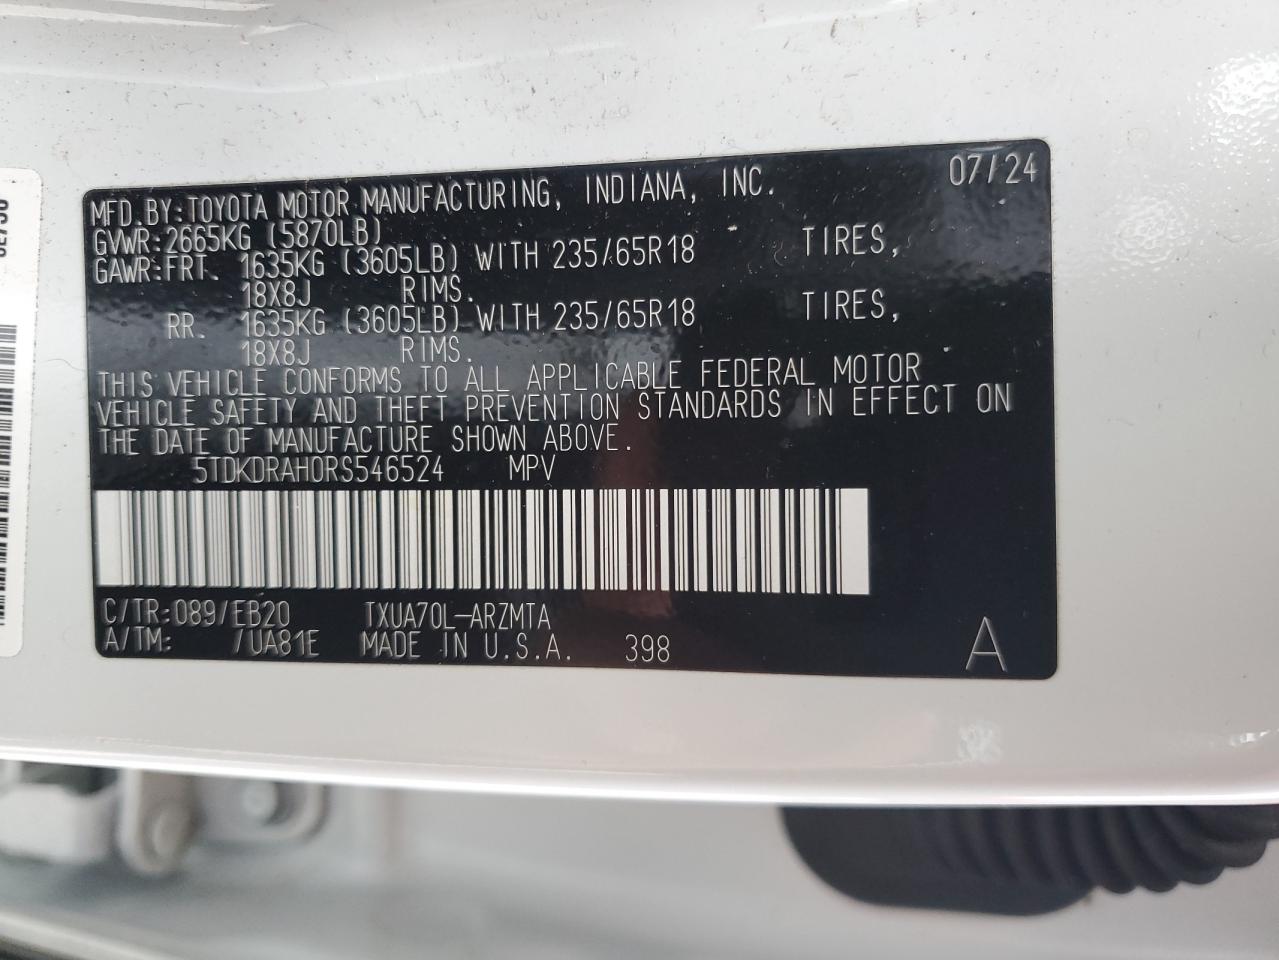 07/24
MFD.BY:TOYOTA MOTOR MANUFACTURING, INDIANA, INC.
GVWR:2665KG (5870LB)
GAWR:FRT. 1635KG (3605LB) WITH 235/65R18 TIRES,
18X8J RIMS.
RR. 1635KG (3605LB) WITH 235/65R18 TIRES,
18X8J RIMS.
THIS VEHICLE CONFORMS TO ALL APPLICABLE FEDERAL MOTOR
VEHICLE SAFETY AND THEFT PREVENTION STANDARDS IN EFFECT ON
THE DATE OF MANUFACTURE SHOWN ABOVE.
5TDKDRAH0RS546524 MPV
C/TR:089/EB20 TXUA70L-ARZMTA
A/TM: /UA81E MADE IN U.S.A. 398 A